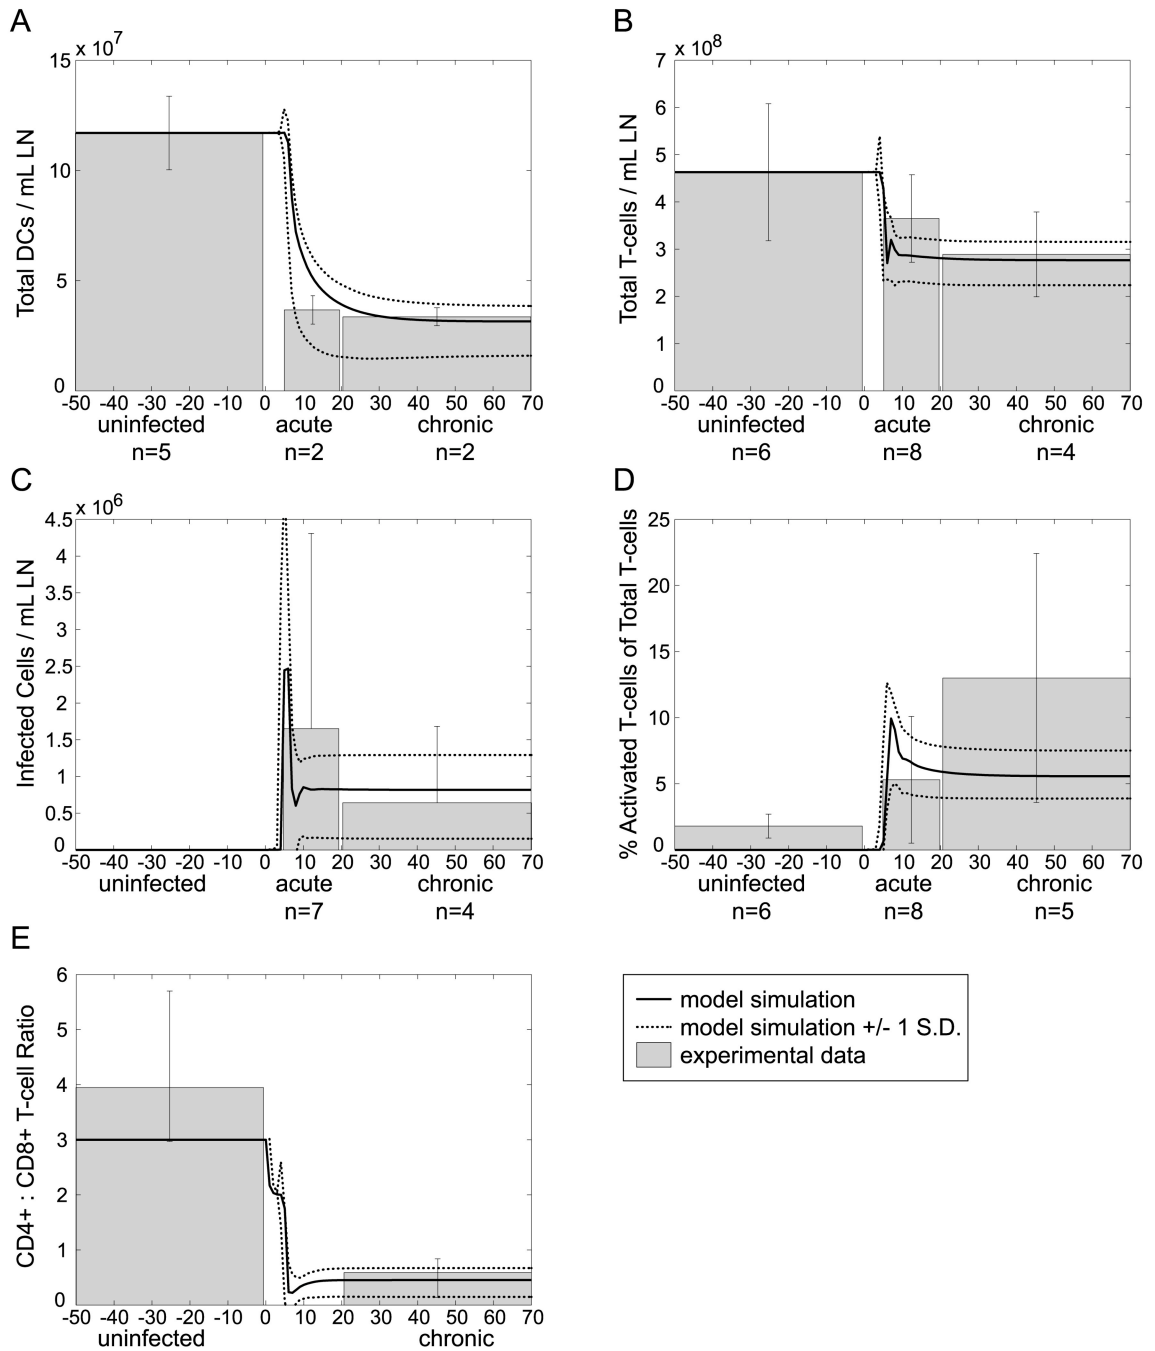 A
x 10^7
Total DCs / mL LN
15
10
5
0
-50 -40 -30 -20 -10 0 10 20 30 40 50 60 70
uninfected acute chronic
n=5 n=2 n=2
B
x 10^8
Total T-cells / mL LN
7
6
5
4
3
2
1
0
-50 -40 -30 -20 -10 0 10 20 30 40 50 60 70
uninfected acute chronic
n=6 n=8 n=4
C
x 10^6
Infected Cells / mL LN
4.5
4
3.5
3
2.5
2
1.5
1
0.5
0
-50 -40 -30 -20 -10 0 10 20 30 40 50 60 70
uninfected acute chronic
n=7 n=4
D
% Activated T-cells of Total T-cells
25
20
15
10
5
0
-50 -40 -30 -20 -10 0 10 20 30 40 50 60 70
uninfected acute chronic
n=6 n=8 n=5
E
CD4+ : CD8+ T-cell Ratio
6
5
4
3
2
1
0
-50 -40 -30 -20 -10 0 10 20 30 40 50 60 70
uninfected chronic
model simulation
model simulation +/- 1 S.D.
experimental data